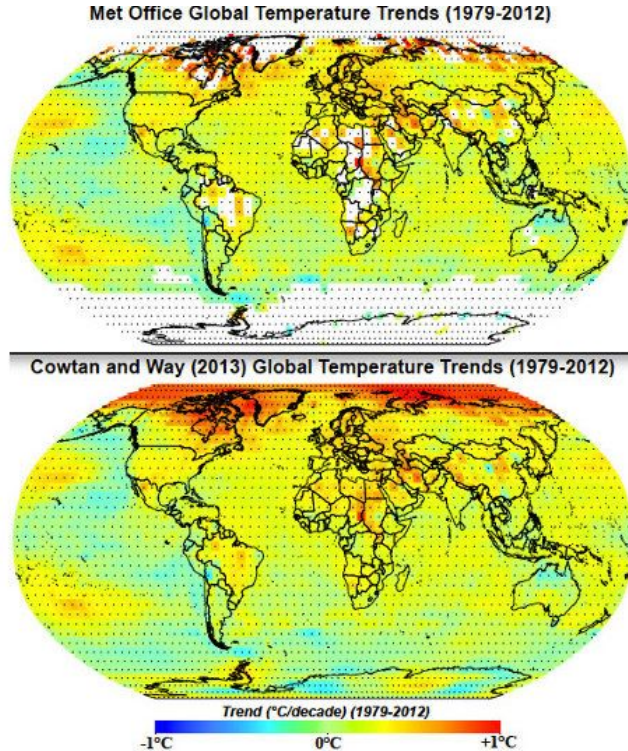 Met Office Global Temperature Trends (1979-2012)
Cowtan and Way (2013) Global Temperature Trends (1979-2012)
Trend (°C/decade) (1979-2012)
-1°C 0°C +1°C